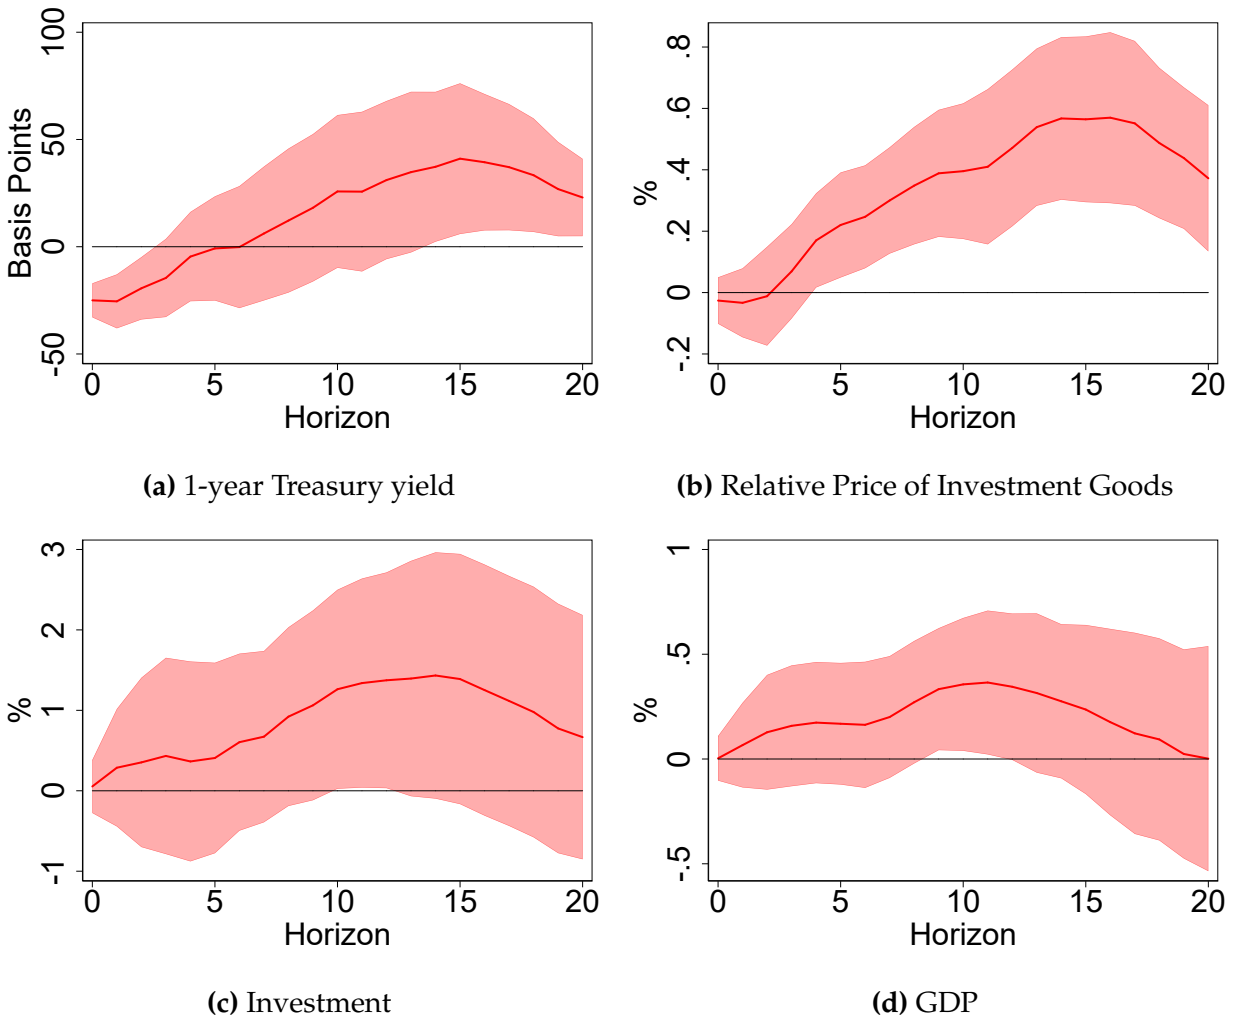 Basis Points
100
50
0
-50
0 5 10 15 20
Horizon
(a) 1-year Treasury yield
%
.8
.6
.4
.2
0
-.2
0 5 10 15 20
Horizon
(b) Relative Price of Investment Goods
%
3
2
1
0
-1
0 5 10 15 20
Horizon
(c) Investment
%
1
.5
0
-.5
0 5 10 15 20
Horizon
(d) GDP